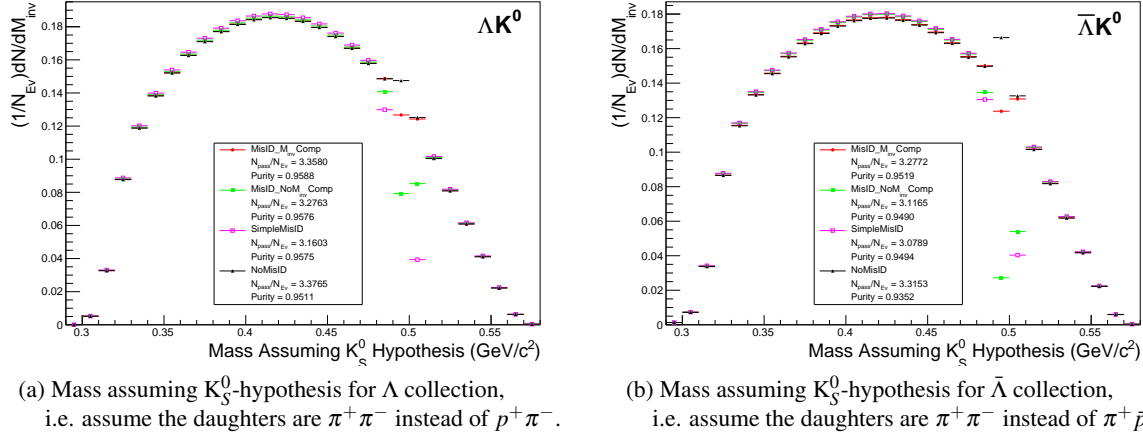 (1/N_Ev)dN/dM_inv
0.18
0.16
0.14
0.12
0.1
0.08
0.06
0.04
0.02
0
ΛK⁰
MisID_M_inv Comp
N_pass/N_Ev = 3.3580
Purity = 0.9588
MisID_NoM_inv Comp
N_pass/N_Ev = 3.2763
Purity = 0.9576
SimpleMisID
N_pass/N_Ev = 3.1603
Purity = 0.9575
NoMisID
N_pass/N_Ev = 3.3765
Purity = 0.9511
0.3 0.35 0.4 0.45 0.5 0.55
Mass Assuming K⁰_S Hypothesis (GeV/c²)
(a) Mass assuming K⁰_S-hypothesis for Λ collection,
i.e. assume the daughters are π⁺π⁻ instead of p⁺π⁻.
(1/N_Ev)dN/dM_inv
0.18
0.16
0.14
0.12
0.1
0.08
0.06
0.04
0.02
0
Λ̄K⁰
MisID_M_inv Comp
N_pass/N_Ev = 3.2772
Purity = 0.9519
MisID_NoM_inv Comp
N_pass/N_Ev = 3.1165
Purity = 0.9490
SimpleMisID
N_pass/N_Ev = 3.0789
Purity = 0.9494
NoMisID
N_pass/N_Ev = 3.3153
Purity = 0.9352
0.3 0.35 0.4 0.45 0.5 0.55
Mass Assuming K⁰_S Hypothesis (GeV/c²)
(b) Mass assuming K⁰_S-hypothesis for Λ̄ collection,
i.e. assume the daughters are π⁺π⁻ instead of π⁺p̄